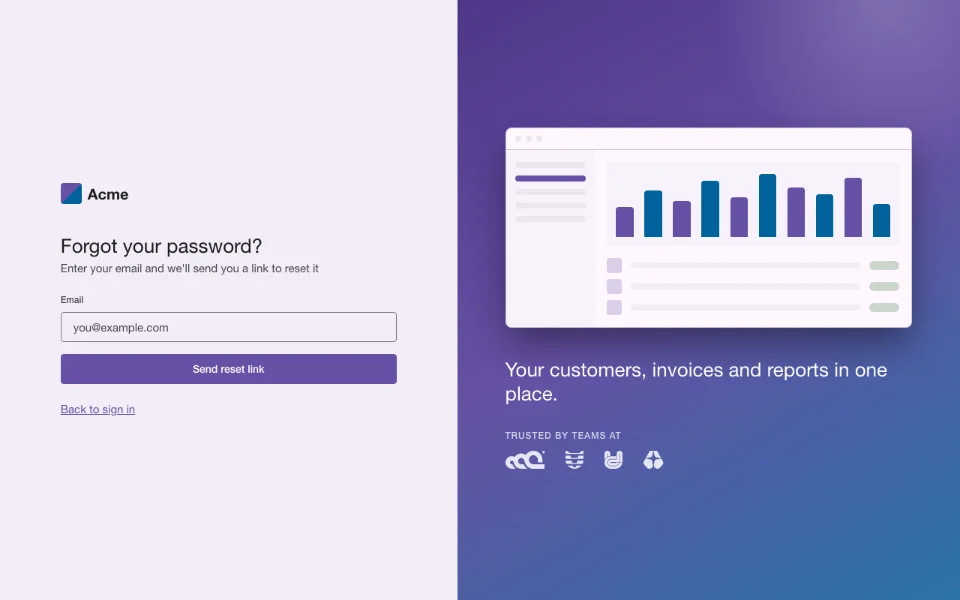 Acme
Forgot your password?
Enter your email and we'll send you a link to reset it
Email
you@example.com
Send reset link
Back to sign in
Your customers, invoices and reports in one
place.
TRUSTED BY TEAMS AT